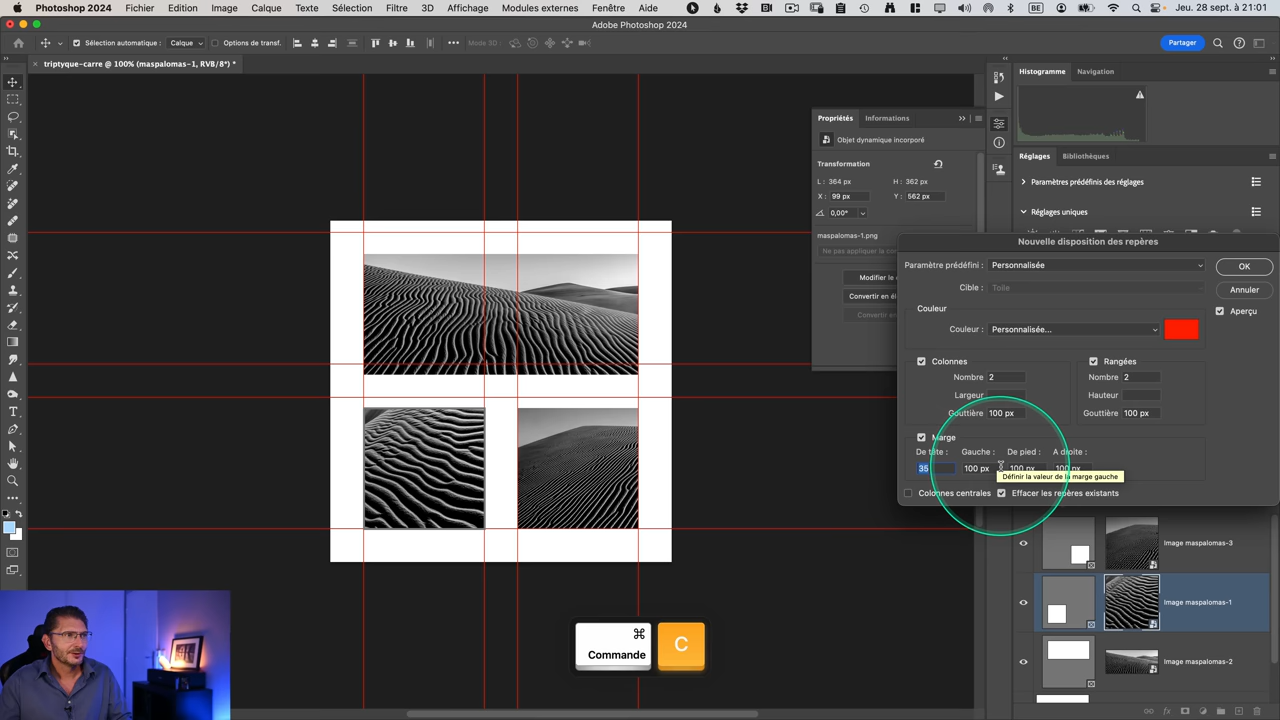 Photoshop 2024 Fichier Edition Image Calque Texte Sélection Filtre 3D Affichage Modules externes Fenêtre Aide BE Jeu. 28 sept. à 21:01
Adobe Photoshop 2024
Sélection automatique : Calque Options de transf. Mode 3D : Partager
triptyque-carre @ 100% (maspalomas-1, RVB/8*) *
Histogramme Navigation
Propriétés Informations
Objet dynamique incorporé
Transformation
L : 364 px H : 362 px
X : 99 px Y : 562 px
0,00°
maspalomas-1.png
Ne pas appliquer la co
Modifier le c
Convertir en él
Convertir en
Réglages Bibliothèques
Paramètres prédéfinis des réglages
Réglages uniques
Nouvelle disposition des repères
Paramètre prédéfini : Personnalisée OK
Cible : Toile Annuler
Couleur Aperçu
Couleur : Personnalisée...
Colonnes Rangées
Nombre 2 Nombre 2
Largeur Hauteur
Gouttière 100 px Gouttière 100 px
Marge
De tête : Gauche : De pied : A droite :
35 100 px 100 px 100 px
Définir la valeur de la marge gauche
Colonnes centrales Effacer les repères existants
Image maspalomas-3
Image maspalomas-1
Image maspalomas-2
⌘
Commande
C